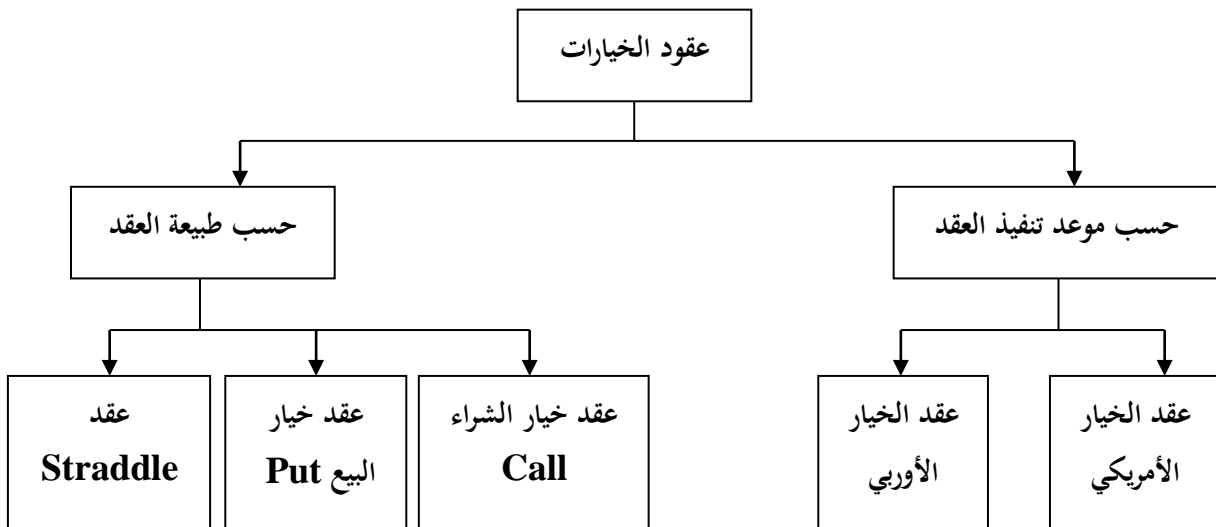 عقود الخيارات
حسب موعد تنفيذ العقد
حسب طبيعة العقد
عقد الخيار
الأمريكي
عقد الخيار
الأوربي
عقد خيار الشراء
Call
عقد خيار
البيع Put
عقد
Straddle